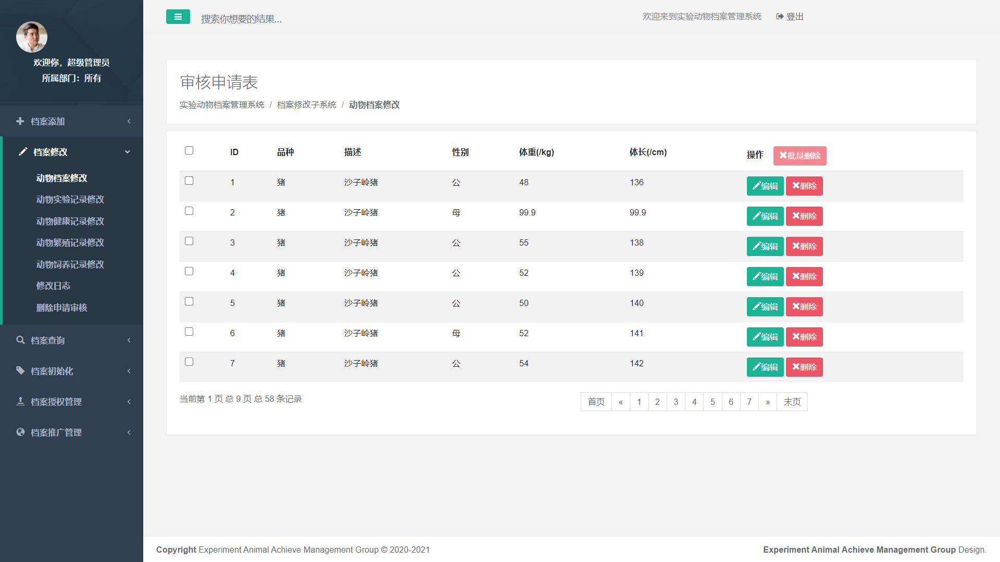 欢迎你，超级管理员
所属部门：所有
档案添加
档案修改
动物档案修改
动物实验记录修改
动物健康记录修改
动物繁殖记录修改
动物饲养记录修改
修改日志
删除申请审核
档案查询
档案初始化
档案授权管理
档案推广管理
搜索你想要的结果...
欢迎来到实验动物档案管理系统 登出
审核申请表
实验动物档案管理系统 / 档案修改子系统 / 动物档案修改
ID 品种 描述 性别 体重(/kg) 体长(/cm) 操作 批量删除
1 猪 沙子岭猪 公 48 136 编辑 删除
2 猪 沙子岭猪 母 99.9 99.9 编辑 删除
3 猪 沙子岭猪 公 55 138 编辑 删除
4 猪 沙子岭猪 公 52 139 编辑 删除
5 猪 沙子岭猪 公 50 140 编辑 删除
6 猪 沙子岭猪 母 52 141 编辑 删除
7 猪 沙子岭猪 公 54 142 编辑 删除
当前第 1 页 总 9 页 总 58 条记录
首页 « 1 2 3 4 5 6 7 » 末页
Copyright Experiment Animal Achieve Management Group © 2020-2021
Experiment Animal Achieve Management Group Design.